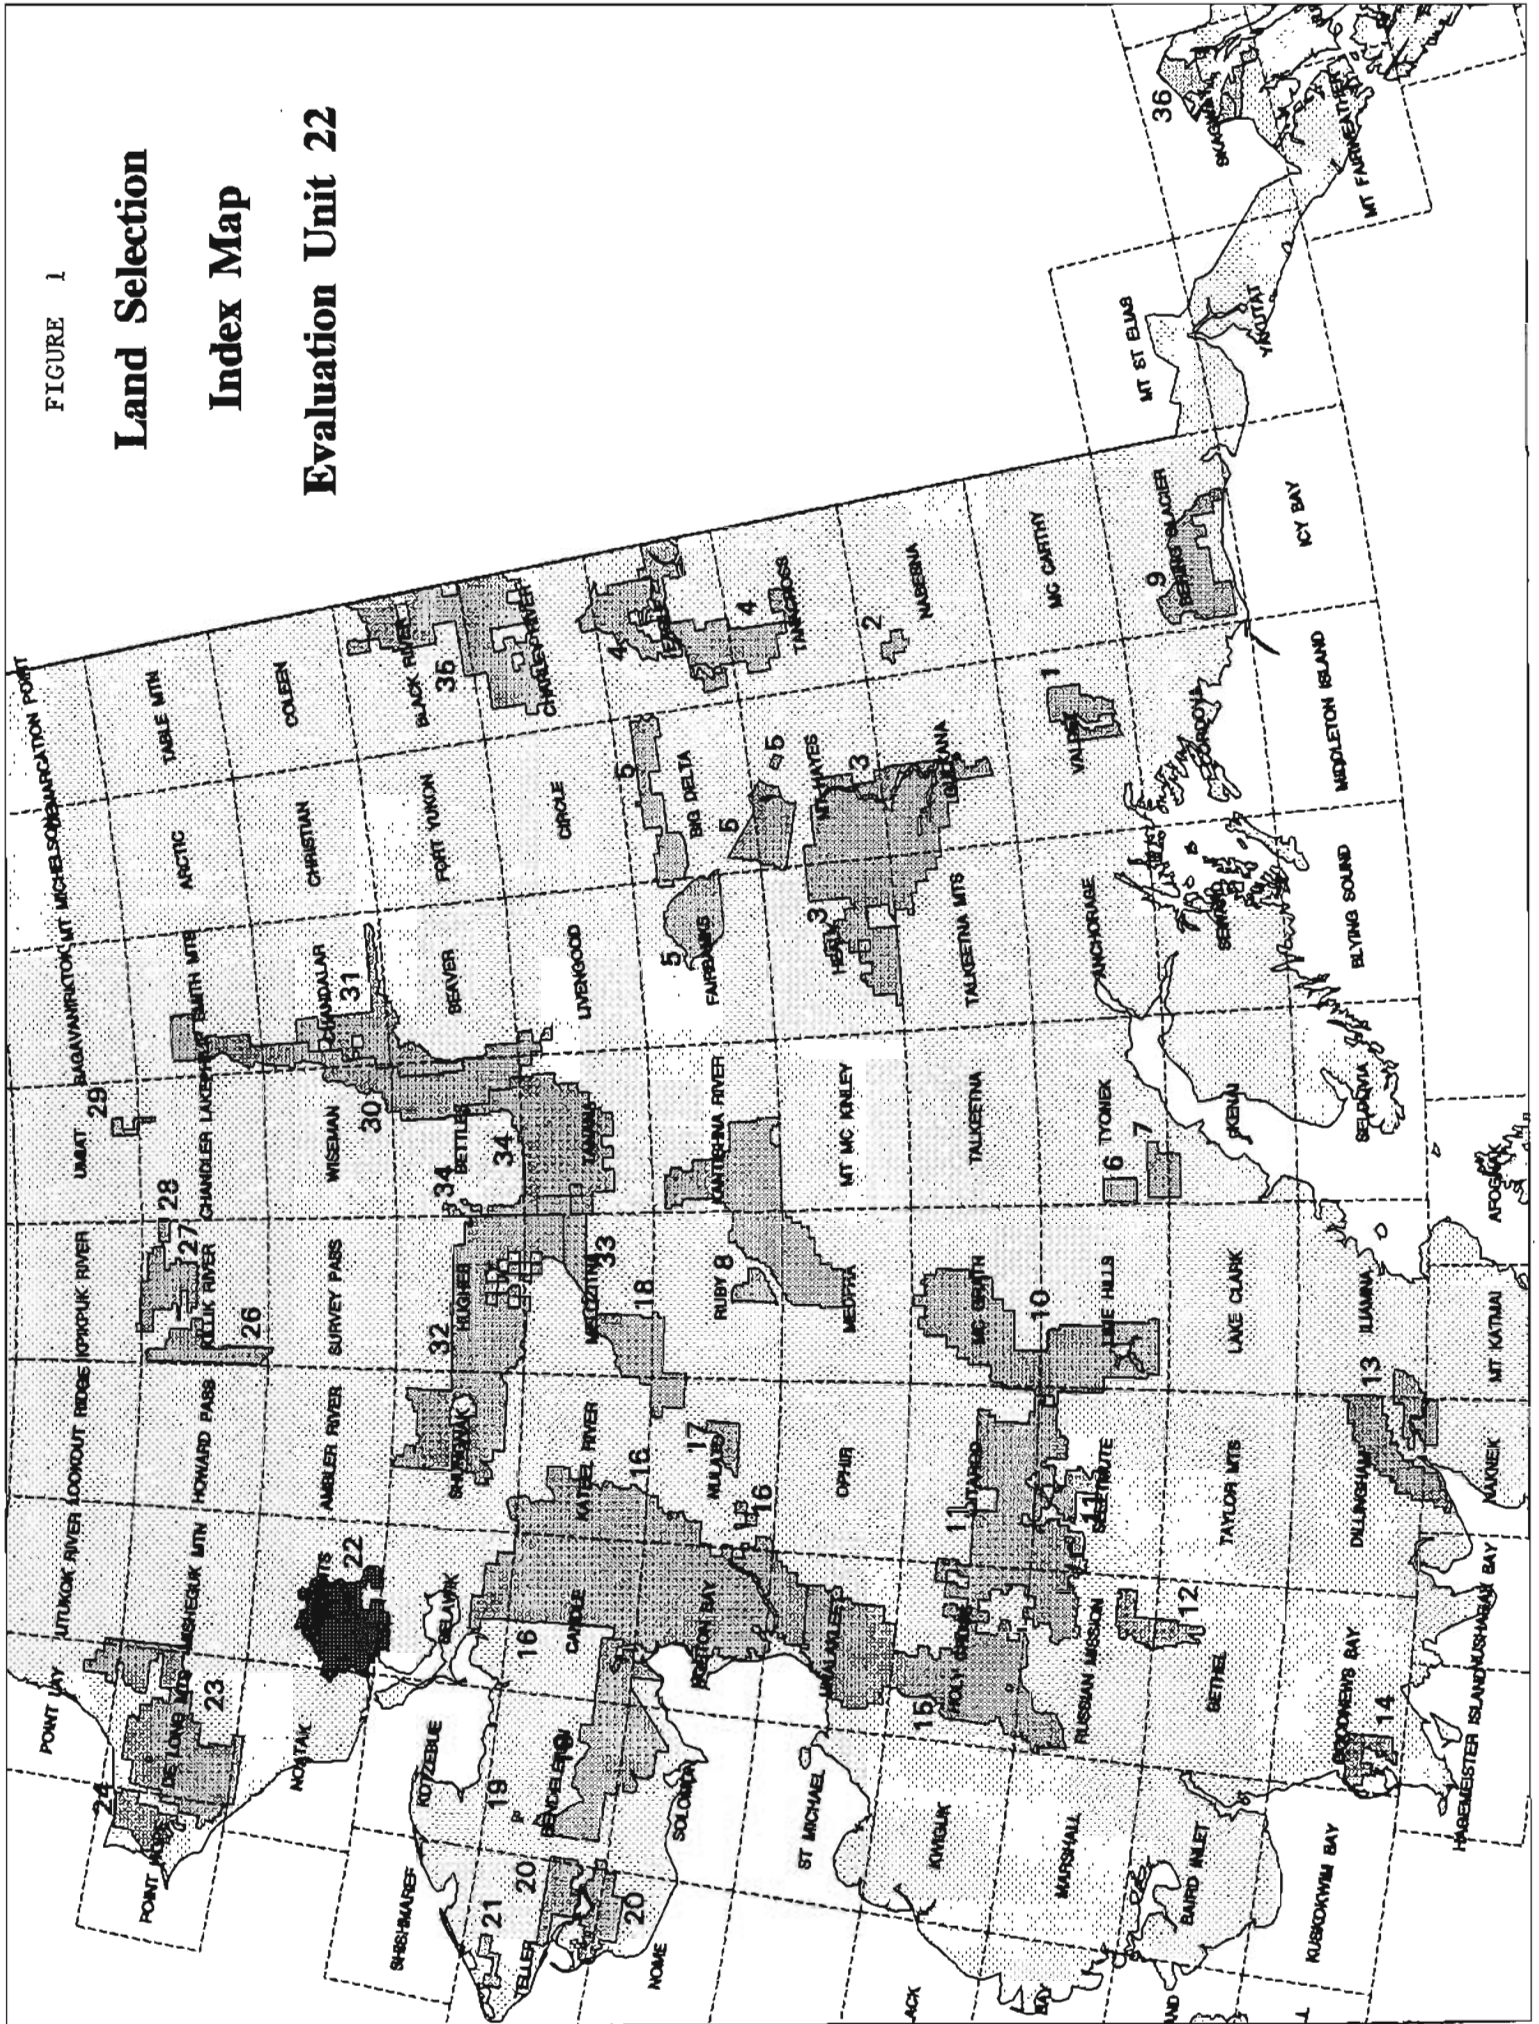 FIGURE 1
Land Selection
Index Map
Evaluation Unit 22
POINT LAY
UTUKOK RIVER
LOOKOUT RIDGE
IKPIKPUK RIVER
UMIAT
SAGAVANIRKTOK
MT MICHELSON
DEMARCATION POINT
24
POINT HOPE
DE LONG MTS
23
MISHEGUK MTN
HOWARD PASS
KILLIK RIVER
26
27
28
29
CHANDLER LAKE
PHILIP SMITH MTS
ARCTIC
TABLE MTN
NOATAK
22
MTS
AMBLER RIVER
SURVEY PASS
WISEMAN
30
CHANDALAR
31
CHRISTIAN
COLEEN
SHISHMAREF
KOTZEBUE
SELAWIK
SHUNGNAK
32
HUGHES
34
BETTLES
34
BEAVER
FORT YUKON
BLACK RIVER
35
TELLER
21
20
19
BENDELEBEN
19
16
CANDLE
KATEEL RIVER
16
MELOZITNA
33
TANANA
LIVENGOOD
CIRCLE
CHARLEY RIVER
NOME
20
SOLOMON
NORTON BAY
16
NULATO
17
18
RUBY
8
KANTISHNA RIVER
FAIRBANKS
5
5
BIG DELTA
5
5
4
EAGLE
ST MICHAEL
UNALAKLEET
OPHIR
MEDFRA
MT MC KINLEY
HEALY
3
MT HAYES
3
TANACROSS
4
ACK
KWIGUK
15
HOLY CROSS
11
IDITAROD
MC GRATH
10
TALKEETNA
TALKEETNA MTS
GULKANA
2
NABESNA
BAY
MARSHALL
RUSSIAN MISSION
11
SLEETMUTE
LIME HILLS
TYONEK
6
7
ANCHORAGE
VALDEZ
1
MC CARTHY
AND
BAIRD INLET
BETHEL
12
TAYLOR MTS
LAKE CLARK
KENAI
SEWARD
CORDOVA
9
BERING GLACIER
MT ST ELIAS
YAKUTAT
36
SKAGWAY
MT FAIRWEATHER
KUSKOKWIM BAY
GOODNEWS BAY
14
DILLINGHAM
13
ILIAMNA
SELDOVIA
BLYING SOUND
MIDDLETON ISLAND
ICY BAY
HAGEMEISTER ISLAND
NUSHAGAK BAY
NAKNEK
MT KATMAI
AFOGNAK